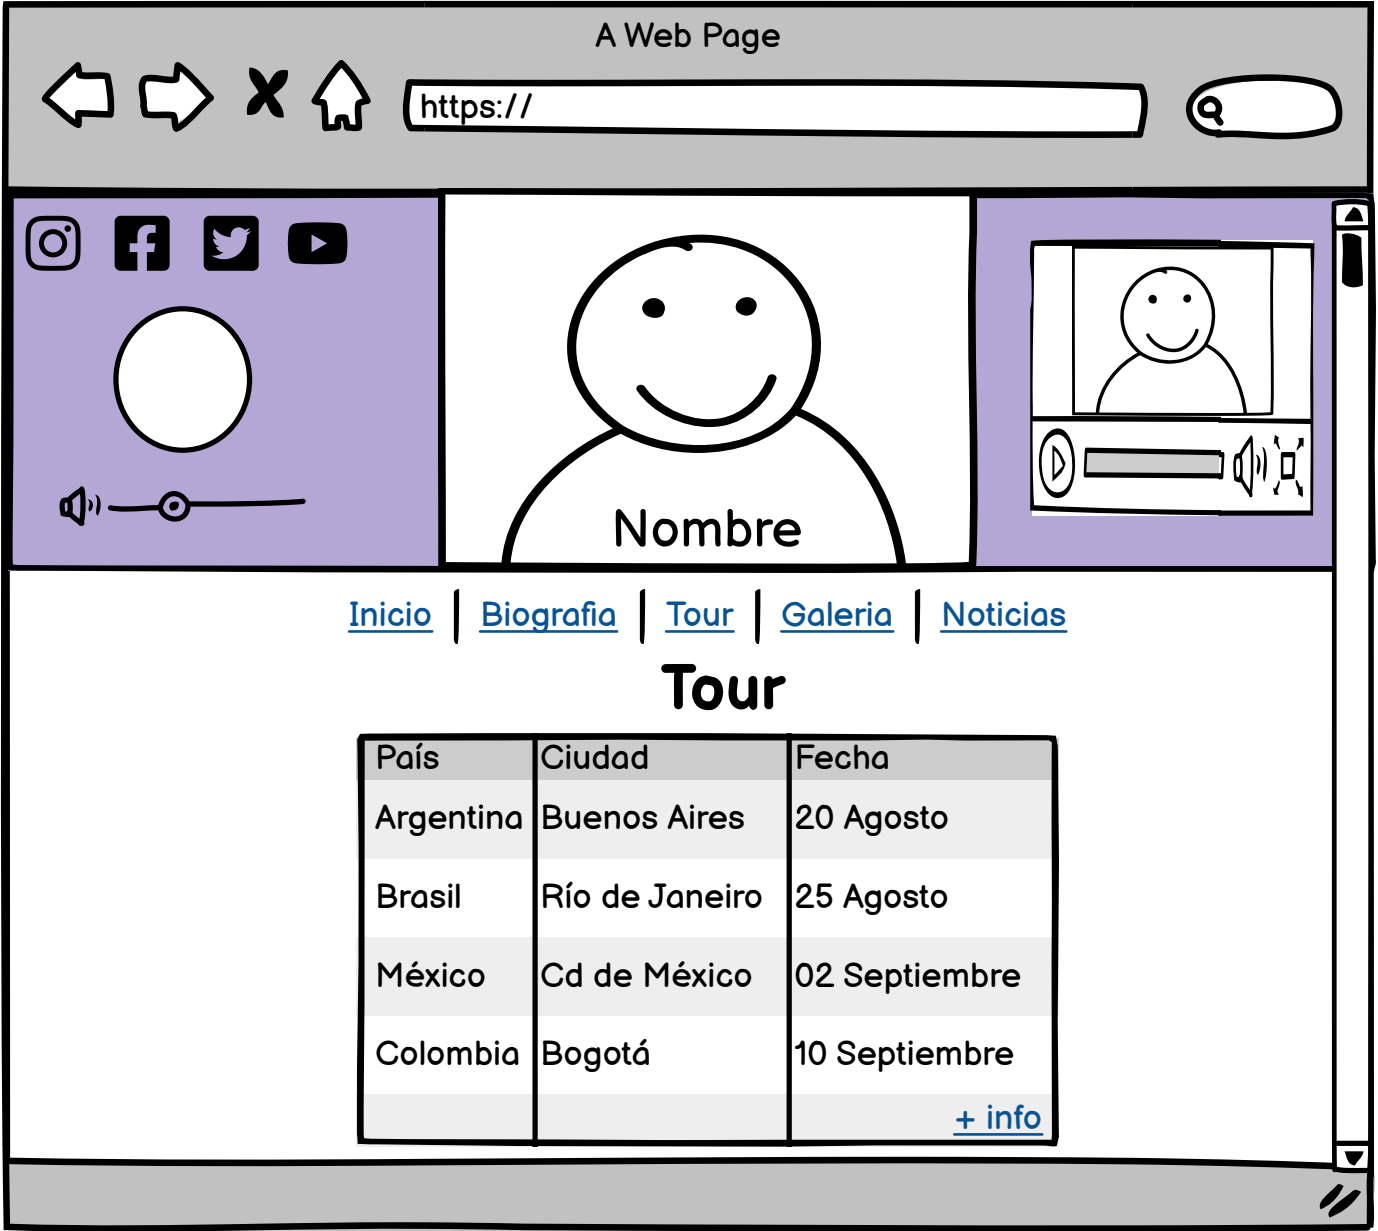 A Web Page
https://
Nombre
Inicio Biografia Tour Galeria Noticias
Tour
País Ciudad Fecha
Argentina Buenos Aires 20 Agosto
Brasil Río de Janeiro 25 Agosto
México Cd de México 02 Septiembre
Colombia Bogotá 10 Septiembre
+ info